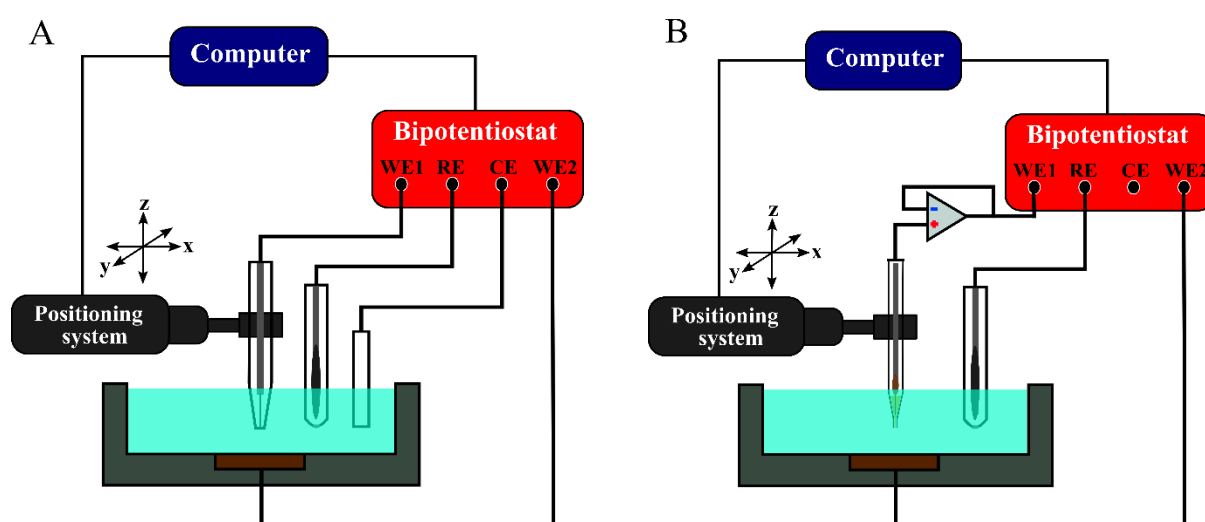 A
Computer
Bipotentiostat
WE1 RE CE WE2
z
x
y
Positioning
system
B
Computer
Bipotentiostat
WE1 RE CE WE2
-
+
z
x
y
Positioning
system